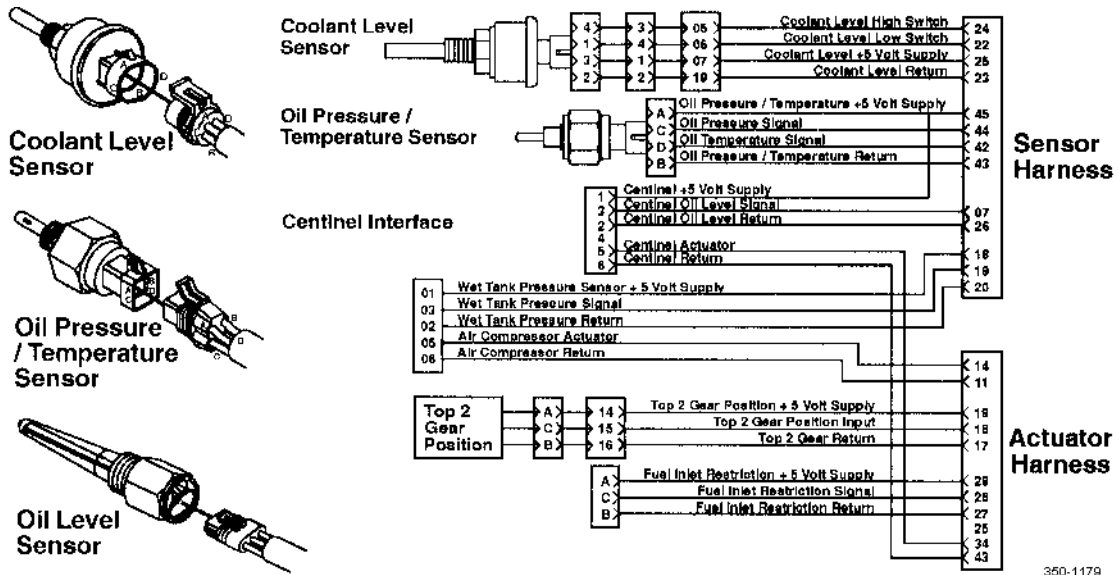 Coolant Level
Sensor
Oil Pressure
/ Temperature
Sensor
Oil Level
Sensor
Coolant Level
Sensor
4 3 05 Coolant Level High Switch 24
1 4 06 Coolant Level Low Switch 22
3 1 07 Coolant Level +5 Volt Supply 25
2 2 19 Coolant Level Return 23
Oil Pressure /
Temperature Sensor
A Oil Pressure / Temperature +5 Volt Supply 45
C Oil Pressure Signal 44
D Oil Temperature Signal 42
B Oil Pressure / Temperature Return 43
Sensor
Harness
Centinel Interface
1 Centinel +5 Volt Supply
2 Centinel Oil Level Signal 07
2 Centinel Oil Level Return 26
4
5 Centinel Actuator
6 Centinel Return
18
19
20
01 Wet Tank Pressure Sensor + 5 Volt Supply
03 Wet Tank Pressure Signal
02 Wet Tank Pressure Return
05 Air Compressor Actuator 14
06 Air Compressor Return 11
Top 2
Gear
Position
A 14 Top 2 Gear Position + 5 Volt Supply 19
C 15 Top 2 Gear Position Input 18
B 16 Top 2 Gear Return 17
A Fuel Inlet Restriction + 5 Volt Supply 29
C Fuel Inlet Restriction Signal 28
B Fuel Inlet Restriction Return 27
25
34
43
Actuator
Harness
350-1179